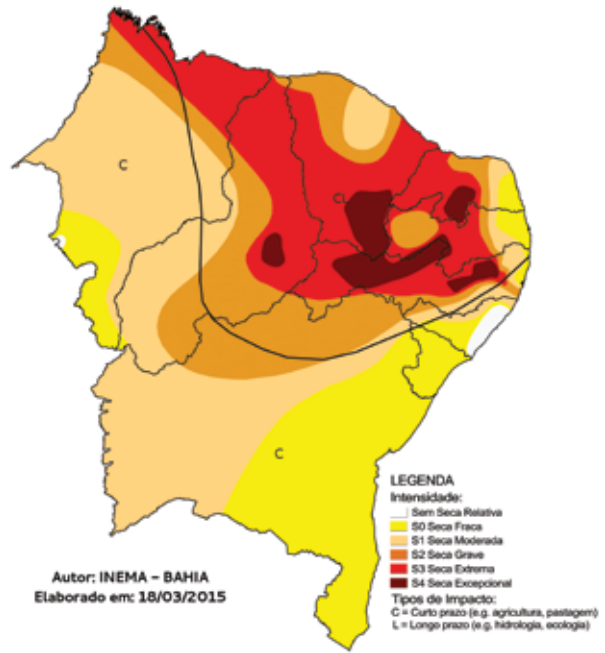 C
C
C
LEGENDA
Intensidade:
Sem Seca Relativa
S0 Seca Fraca
S1 Seca Moderada
S2 Seca Grave
S3 Seca Extrema
S4 Seca Excepcional
Autor: INEMA – BAHIA
Elaborado em: 18/03/2015
Tipos de Impacto:
C = Curto prazo (e.g. agricultura, pastagem)
L = Longo prazo (e.g. hidrologia, ecologia)